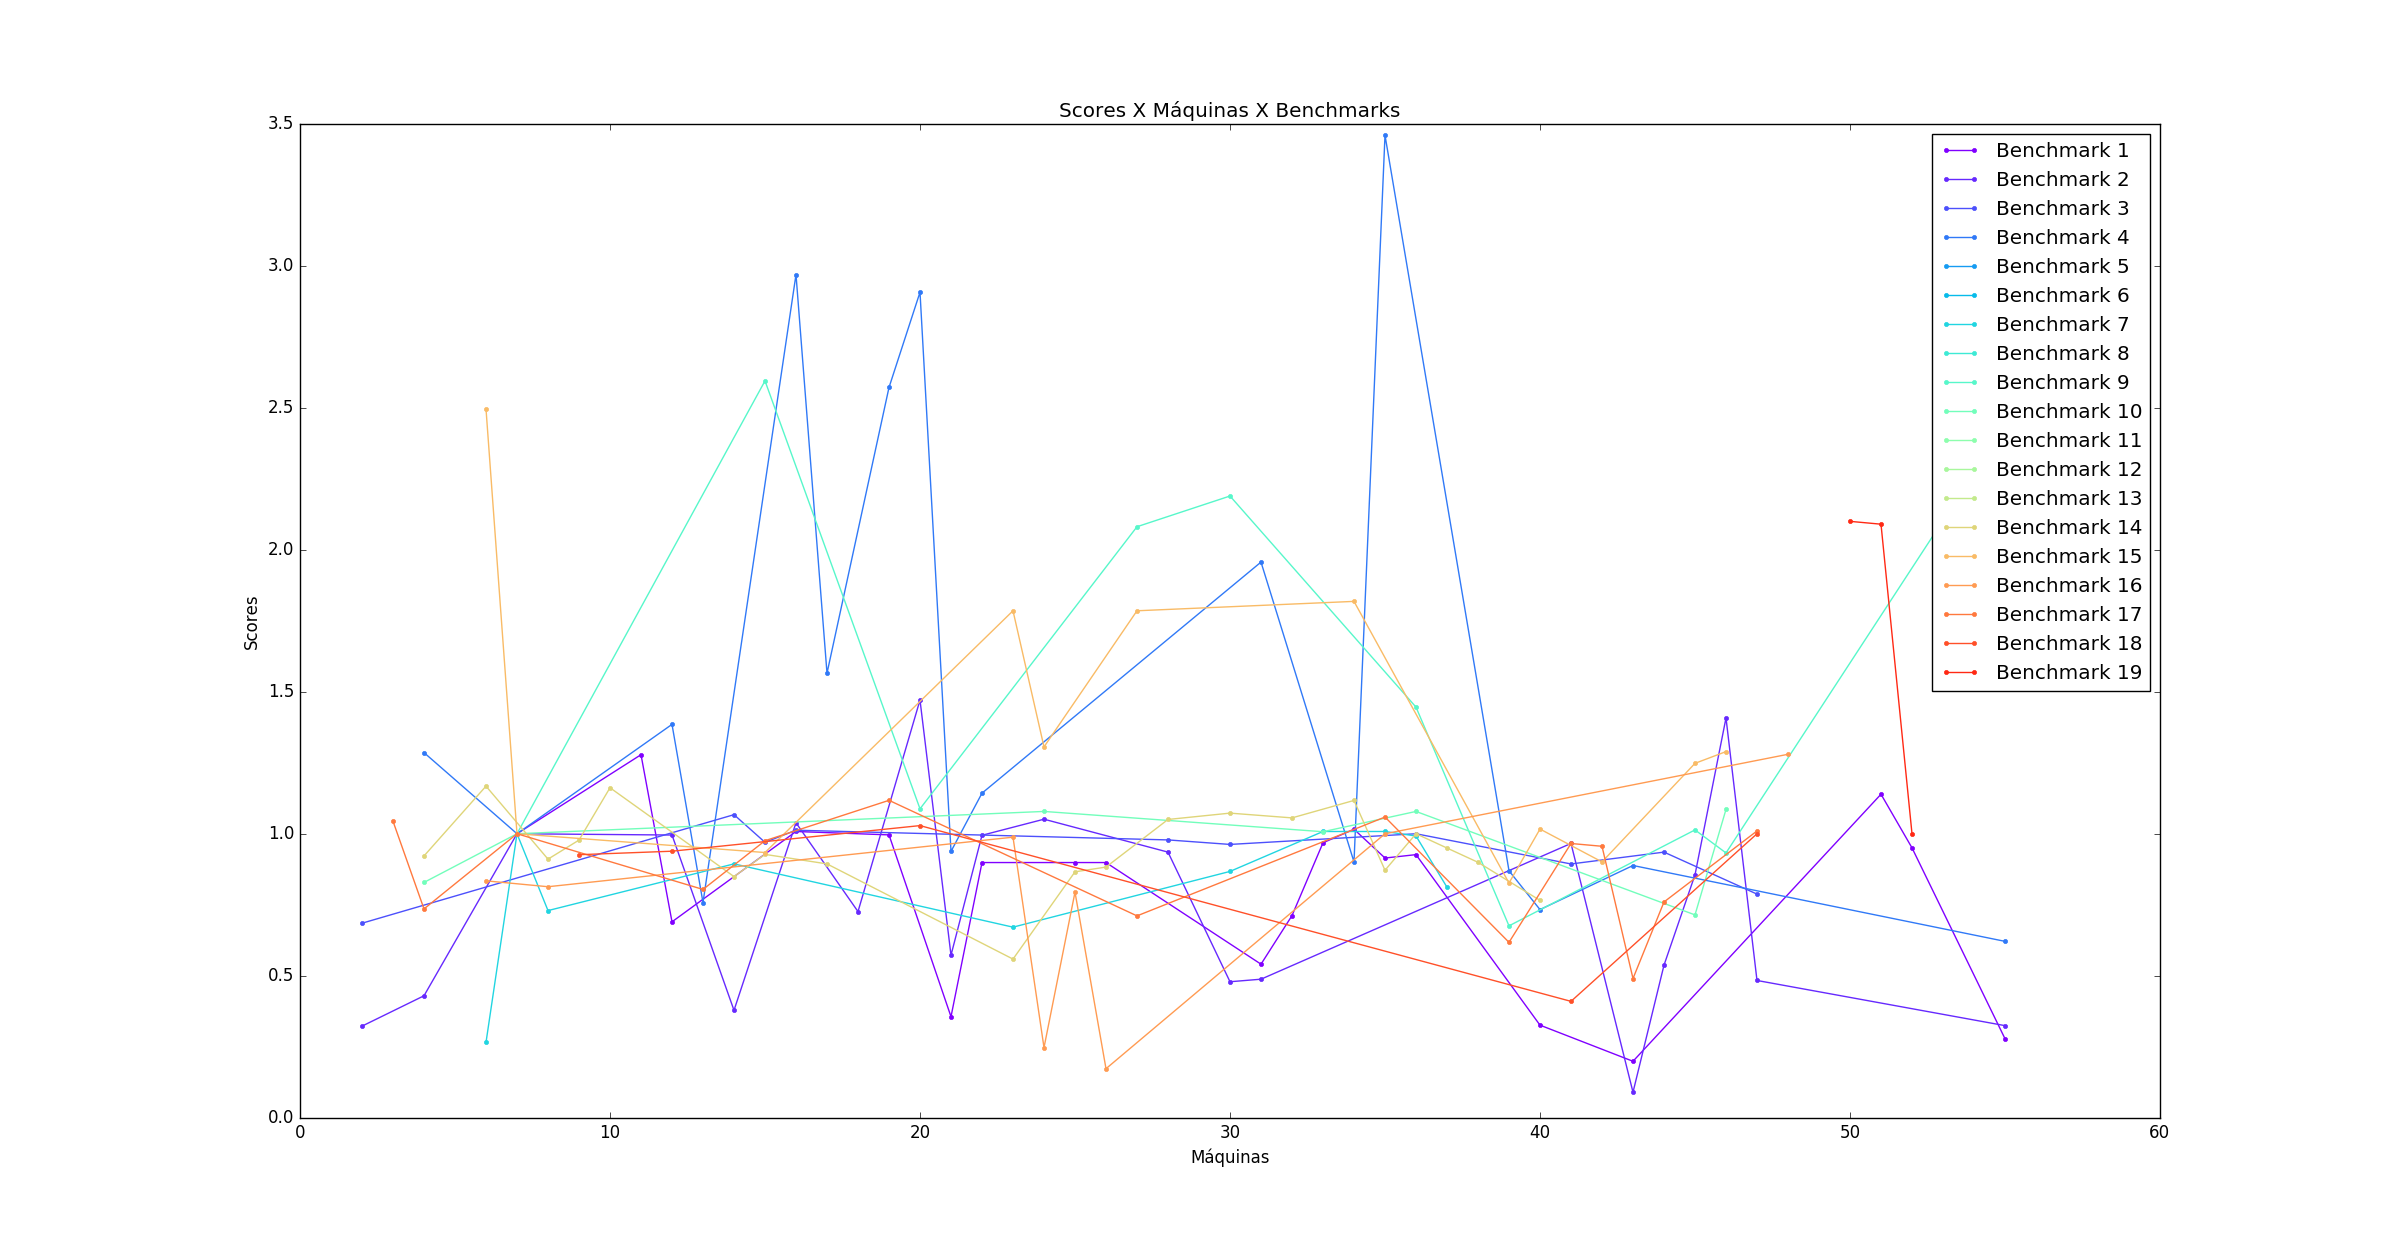 Scores X Máquinas X Benchmarks
3.5
3.0
2.5
2.0
1.5
1.0
0.5
0.0
Scores
0 10 20 30 40 50 60
Máquinas
Benchmark 1
Benchmark 2
Benchmark 3
Benchmark 4
Benchmark 5
Benchmark 6
Benchmark 7
Benchmark 8
Benchmark 9
Benchmark 10
Benchmark 11
Benchmark 12
Benchmark 13
Benchmark 14
Benchmark 15
Benchmark 16
Benchmark 17
Benchmark 18
Benchmark 19